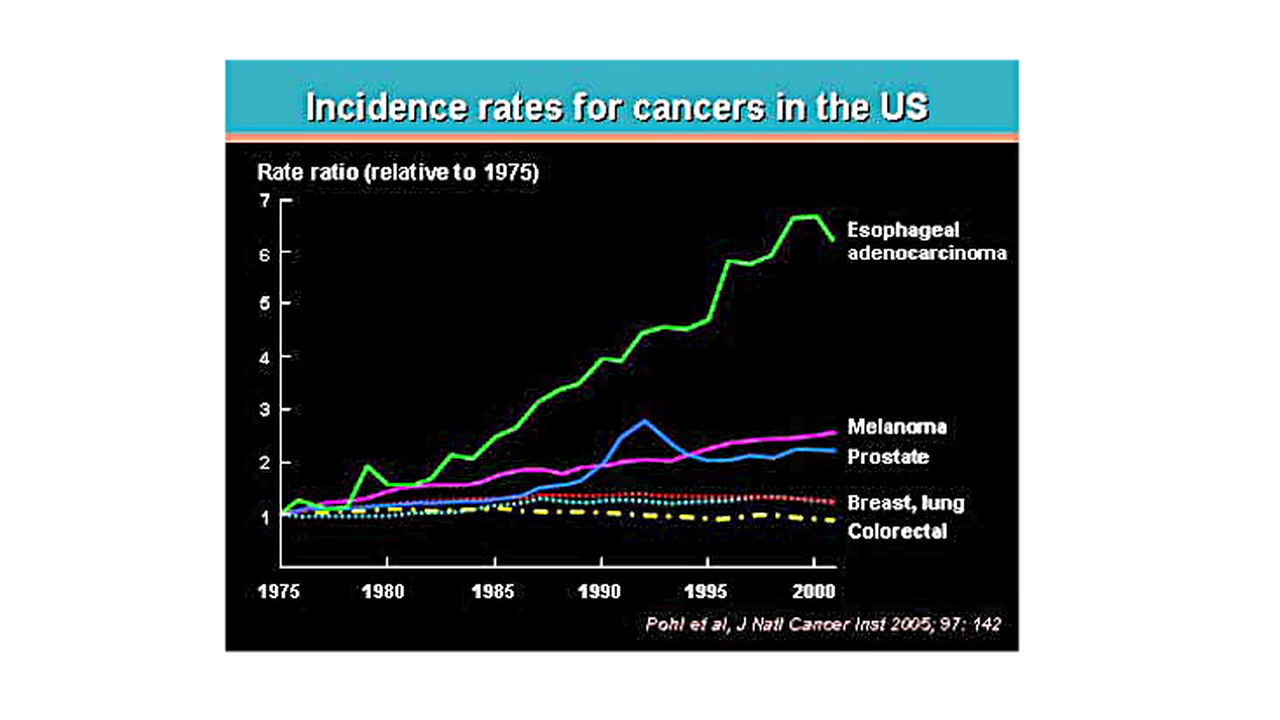 Incidence rates for cancers in the US
Rate ratio (relative to 1975)
7
6
5
4
3
2
1
Esophageal
adenocarcinoma
Melanoma
Prostate
Breast, lung
Colorectal
1975 1980 1985 1990 1995 2000
Pohl et al, J Natl Cancer Inst 2005; 97: 142